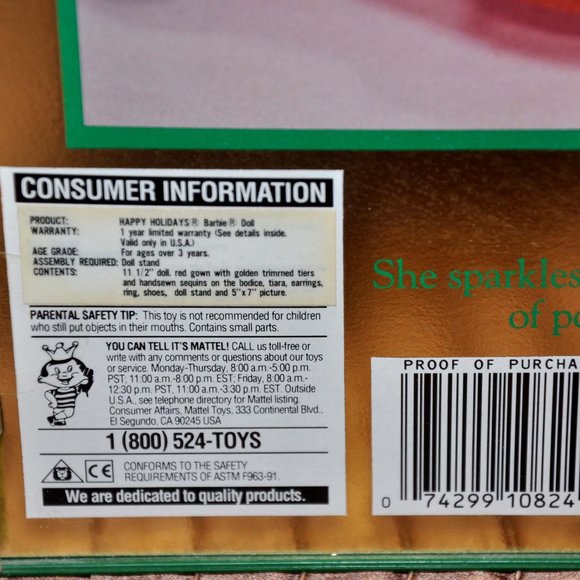 CONSUMER INFORMATION
PRODUCT: HAPPY HOLIDAYS® Barbie® Doll
WARRANTY: 1 year limited warranty (See details inside.
Valid only in U.S.A.)
AGE GRADE: For ages over 3 years.
ASSEMBLY REQUIRED: Doll stand
CONTENTS: 11 1/2" doll, red gown with golden trimmed tiers
and handsewn sequins on the bodice, tiara, earrings,
ring, shoes, doll stand and 5"x7" picture.
PARENTAL SAFETY TIP: This toy is not recommended for children
who still put objects in their mouths. Contains small parts.
YOU CAN TELL IT'S MATTEL! CALL us toll-free or
write with any comments or questions about our toys
or service. Monday-Thursday, 8:00 a.m.-5:00 p.m.
PST, 11:00 a.m.-8:00 p.m. EST; Friday, 8:00 a.m.-
12:30 p.m. PST, 11:00 a.m.-3:30 p.m. EST. Outside
U.S.A., see telephone directory for Mattel listing.
Consumer Affairs, Mattel Toys, 333 Continental Blvd.,
El Segundo, CA 90245 USA
1 (800) 524-TOYS
CE CONFORMS TO THE SAFETY
REQUIREMENTS OF ASTM F963-91.
We are dedicated to quality products.
She sparkles
of po
PROOF OF PURCHA
0 74299 10824